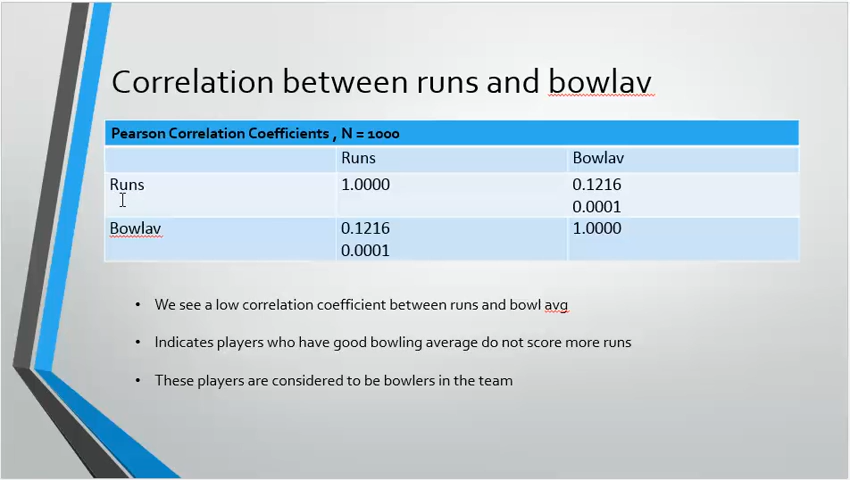 Correlation between runs and bowlav
Pearson Correlation Coefficients , N = 1000
Runs Bowlav
Runs 1.0000 0.1216
0.0001
Bowlav 0.1216 1.0000
0.0001
• We see a low correlation coefficient between runs and bowl avg
• Indicates players who have good bowling average do not score more runs
• These players are considered to be bowlers in the team